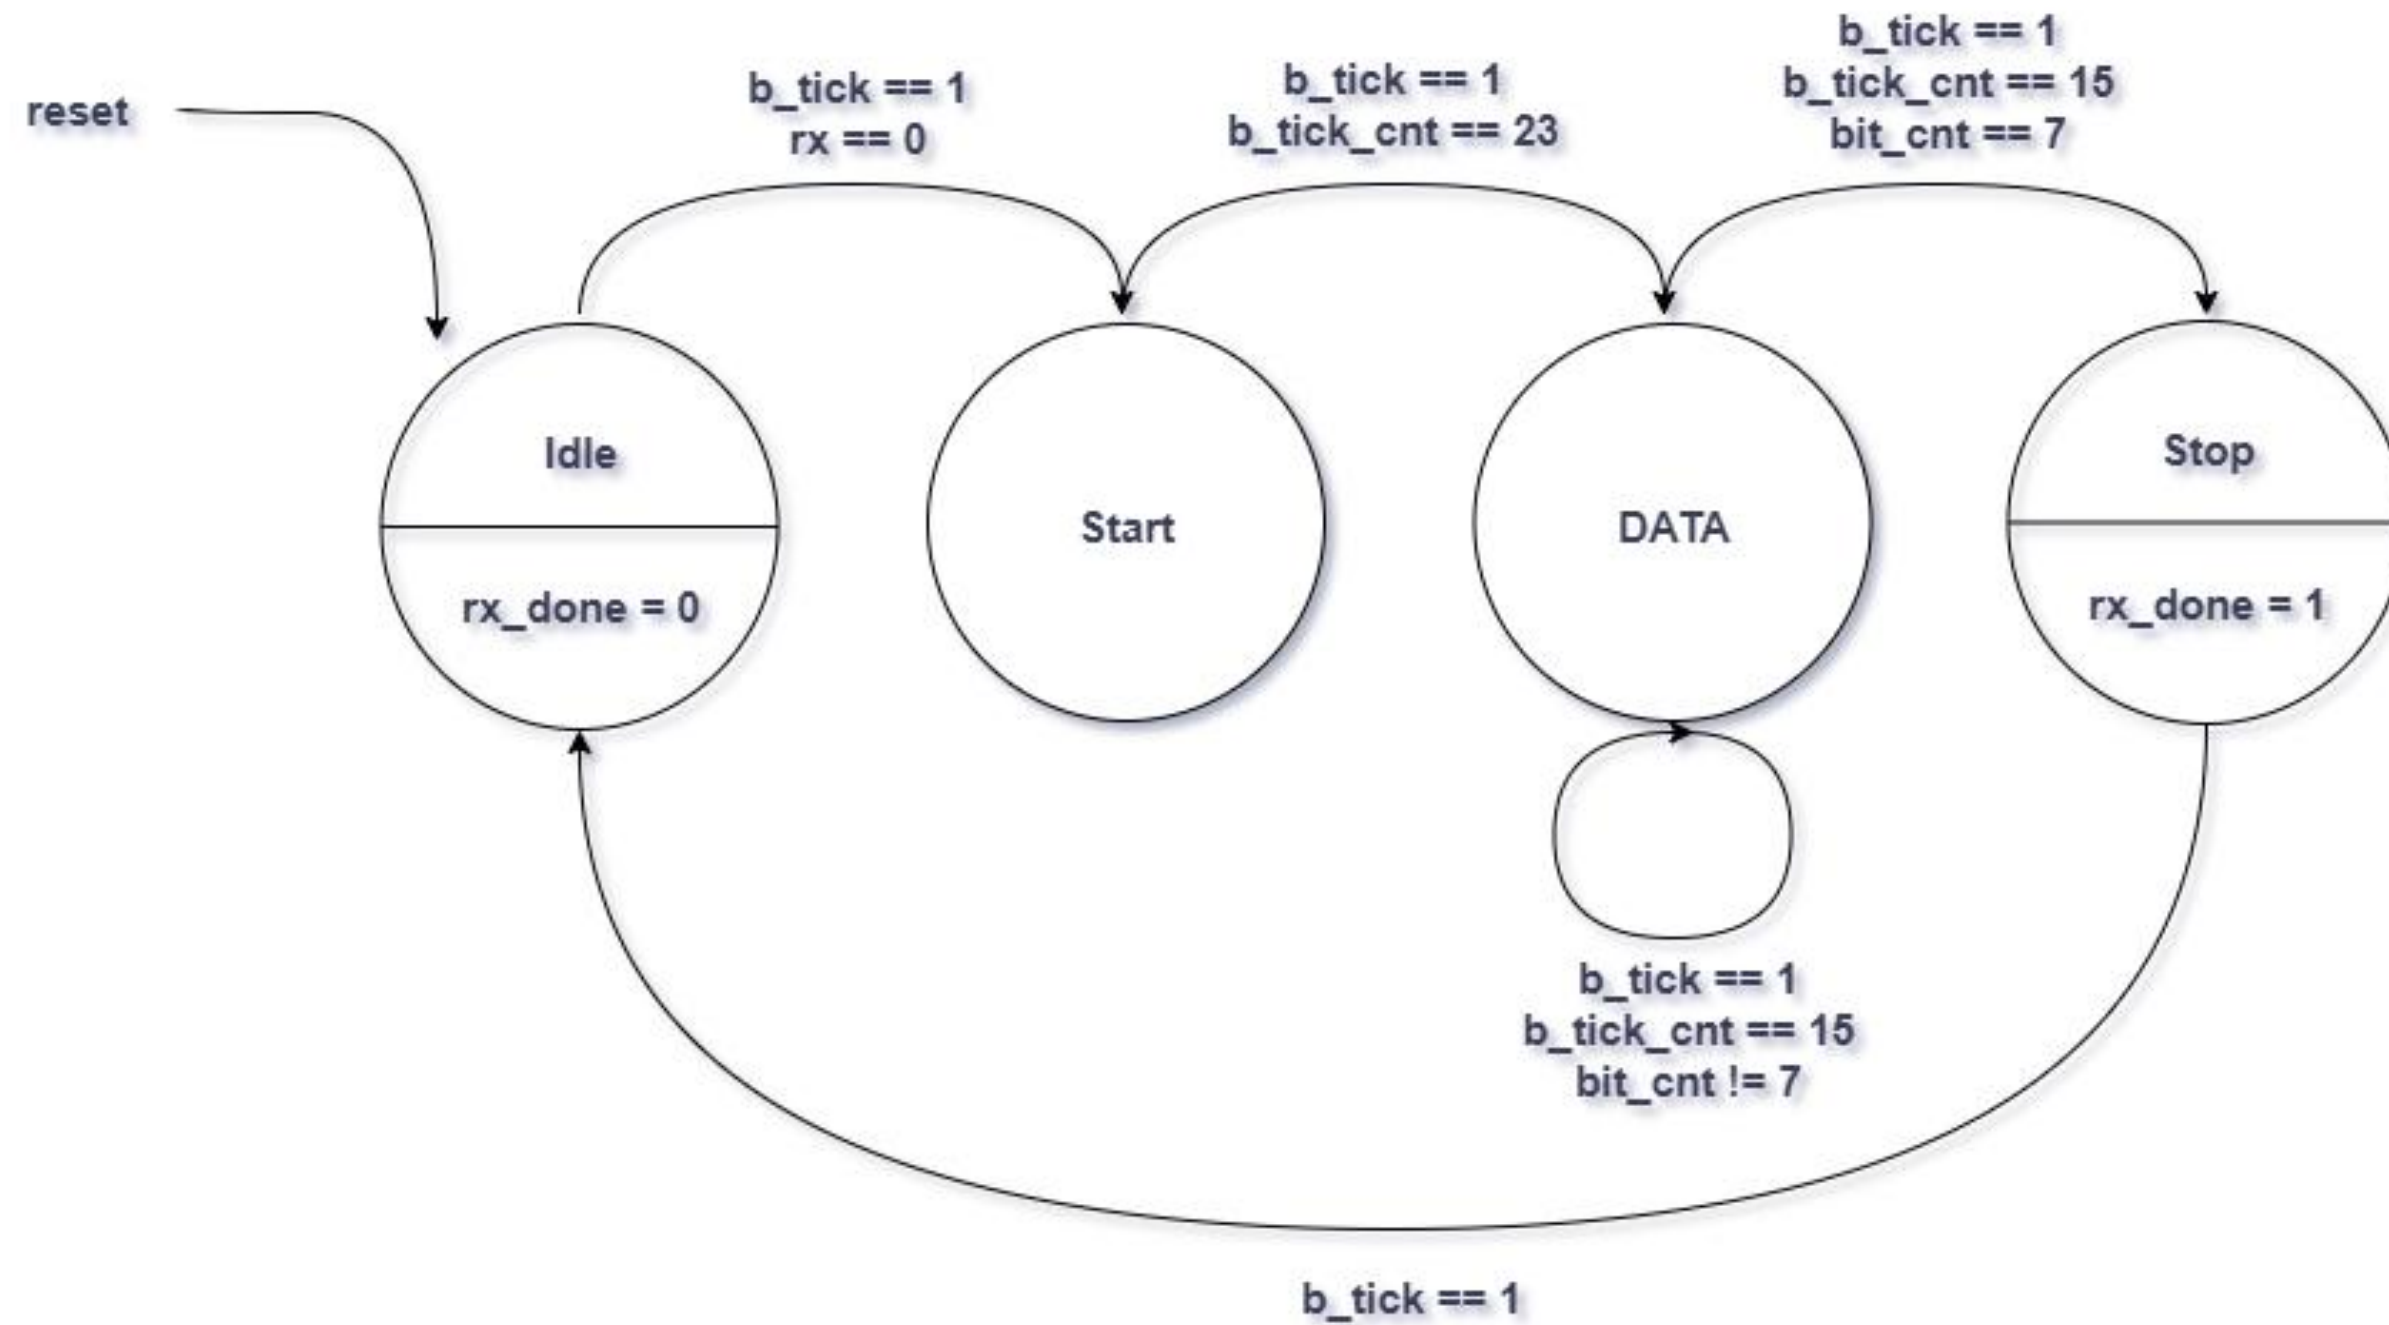 reset
b_tick == 1
rx == 0
b_tick == 1
b_tick_cnt == 23
b_tick == 1
b_tick_cnt == 15
bit_cnt == 7
Idle
rx_done = 0
Start
DATA
Stop
rx_done = 1
b_tick == 1
b_tick_cnt == 15
bit_cnt != 7
b_tick == 1